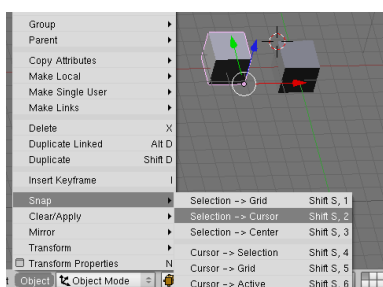 Group
Parent
Copy Attributes
Make Local
Make Single User
Make Links
Delete X
Duplicate Linked Alt D
Duplicate Shift D
Insert Keyframe I
Snap
Clear/Apply
Mirror
Transform
Transform Properties N
Selection -> Grid Shift S, 1
Selection -> Cursor Shift S, 2
Selection -> Center Shift S, 3
Cursor -> Selection Shift S, 4
Cursor -> Grid Shift S, 5
Cursor -> Active Shift S, 6
Object Object Mode